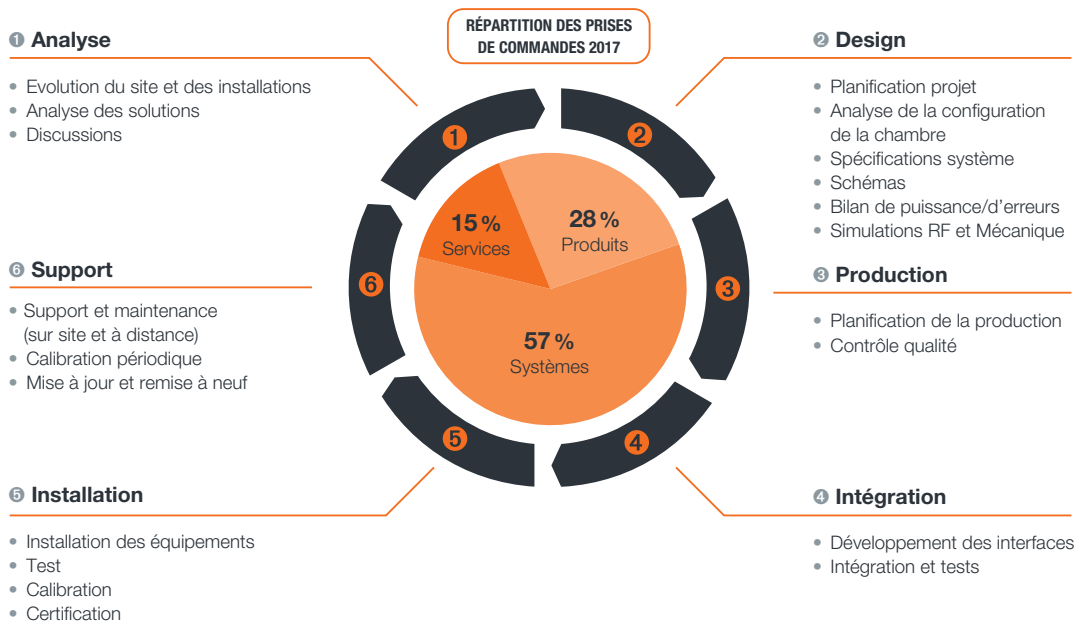 RÉPARTITION DES PRISES
DE COMMANDES 2017
❶ Analyse
• Evolution du site et des installations
• Analyse des solutions
• Discussions
❷ Design
• Planification projet
• Analyse de la configuration
de la chambre
• Spécifications système
• Schémas
• Bilan de puissance/d'erreurs
• Simulations RF et Mécanique
❸ Production
• Planification de la production
• Contrôle qualité
❹ Intégration
• Développement des interfaces
• Intégration et tests
❺ Installation
• Installation des équipements
• Test
• Calibration
• Certification
❻ Support
• Support et maintenance
(sur site et à distance)
• Calibration périodique
• Mise à jour et remise à neuf
1
2
3
4
5
6
15 %
Services
28 %
Produits
57 %
Systèmes